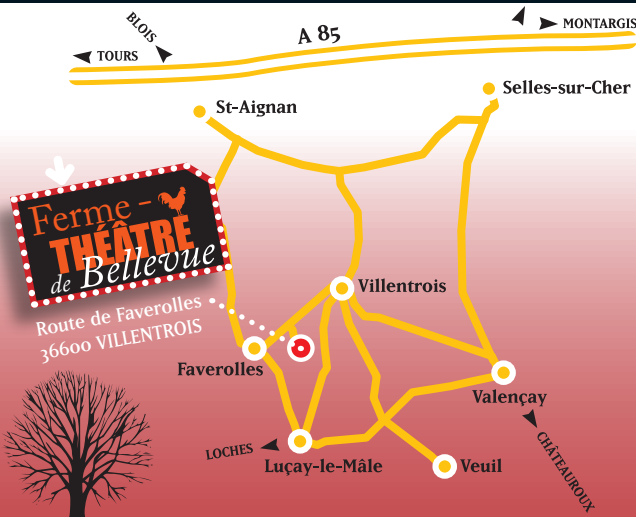 BLOIS
A 85
MONTARGIS
TOURS
Selles-sur-Cher
St-Aignan
Ferme -
THÉÂTRE
de Bellevue
Route de Faverolles
36600 VILLENTROIS
Villentrois
Faverolles
Valençay
LOCHES
Luçay-le-Mâle
Veuil
CHÂTEAUROUX